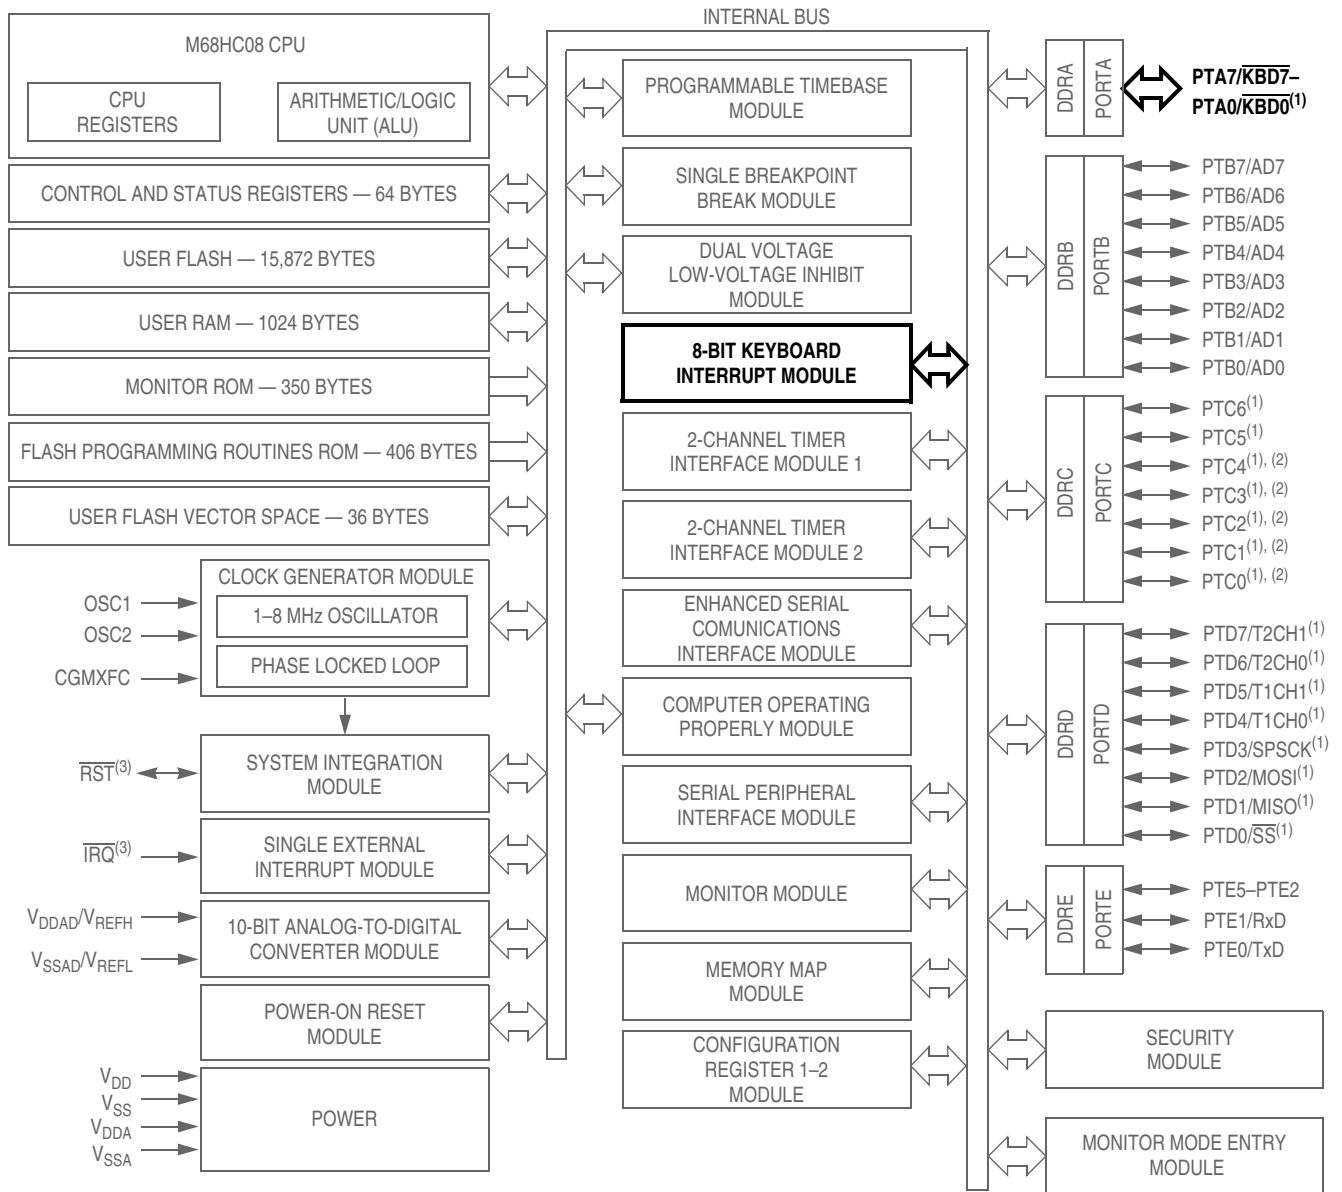 INTERNAL BUS
M68HC08 CPU
CPU
REGISTERS
ARITHMETIC/LOGIC
UNIT (ALU)
CONTROL AND STATUS REGISTERS — 64 BYTES
USER FLASH — 15,872 BYTES
USER RAM — 1024 BYTES
MONITOR ROM — 350 BYTES
FLASH PROGRAMMING ROUTINES ROM — 406 BYTES
USER FLASH VECTOR SPACE — 36 BYTES
CLOCK GENERATOR MODULE
1–8 MHz OSCILLATOR
PHASE LOCKED LOOP
OSC1
OSC2
CGMXFC
SYSTEM INTEGRATION
MODULE
RST(3)
SINGLE EXTERNAL
INTERRUPT MODULE
IRQ(3)
10-BIT ANALOG-TO-DIGITAL
CONVERTER MODULE
VDDAD/VREFH
VSSAD/VREFL
POWER-ON RESET
MODULE
POWER
VDD
VSS
VDDA
VSSA
PROGRAMMABLE TIMEBASE
MODULE
SINGLE BREAKPOINT
BREAK MODULE
DUAL VOLTAGE
LOW-VOLTAGE INHIBIT
MODULE
8-BIT KEYBOARD
INTERRUPT MODULE
2-CHANNEL TIMER
INTERFACE MODULE 1
2-CHANNEL TIMER
INTERFACE MODULE 2
ENHANCED SERIAL
COMUNICATIONS
INTERFACE MODULE
COMPUTER OPERATING
PROPERLY MODULE
SERIAL PERIPHERAL
INTERFACE MODULE
MONITOR MODULE
MEMORY MAP
MODULE
CONFIGURATION
REGISTER 1–2
MODULE
DDRA
PORTA
PTA7/KBD7–
PTA0/KBD0(1)
DDRB
PORTB
PTB7/AD7
PTB6/AD6
PTB5/AD5
PTB4/AD4
PTB3/AD3
PTB2/AD2
PTB1/AD1
PTB0/AD0
DDRC
PORTC
PTC6(1)
PTC5(1)
PTC4(1), (2)
PTC3(1), (2)
PTC2(1), (2)
PTC1(1), (2)
PTC0(1), (2)
DDRD
PORTD
PTD7/T2CH1(1)
PTD6/T2CH0(1)
PTD5/T1CH1(1)
PTD4/T1CH0(1)
PTD3/SPSCK(1)
PTD2/MOSI(1)
PTD1/MISO(1)
PTD0/SS(1)
DDRE
PORTE
PTE5–PTE2
PTE1/RxD
PTE0/TxD
SECURITY
MODULE
MONITOR MODE ENTRY
MODULE